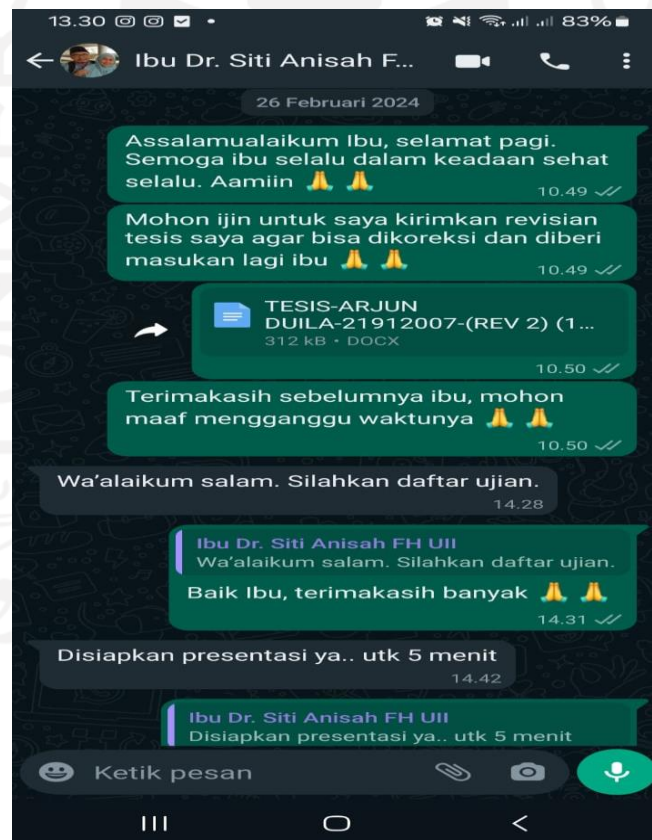 13.30
83%
Ibu Dr. Siti Anisah F...
26 Februari 2024
Assalamualaikum Ibu, selamat pagi.
Semoga ibu selalu dalam keadaan sehat
selalu. Aamiin 🙏 🙏
10.49
Mohon ijin untuk saya kirimkan revisian
tesis saya agar bisa dikoreksi dan diberi
masukan lagi ibu 🙏 🙏
10.49
TESIS-ARJUN
DUILA-21912007-(REV 2) (1...
312 kB • DOCX
10.50
Terimakasih sebelumnya ibu, mohon
maaf mengganggu waktunya 🙏 🙏
10.50
Wa'alaikum salam. Silahkan daftar ujian.
14.28
Ibu Dr. Siti Anisah FH UII
Wa'alaikum salam. Silahkan daftar ujian.
Baik Ibu, terimakasih banyak 🙏 🙏
14.31
Disiapkan presentasi ya.. utk 5 menit
14.42
Ibu Dr. Siti Anisah FH UII
Disiapkan presentasi ya.. utk 5 menit
Ketik pesan